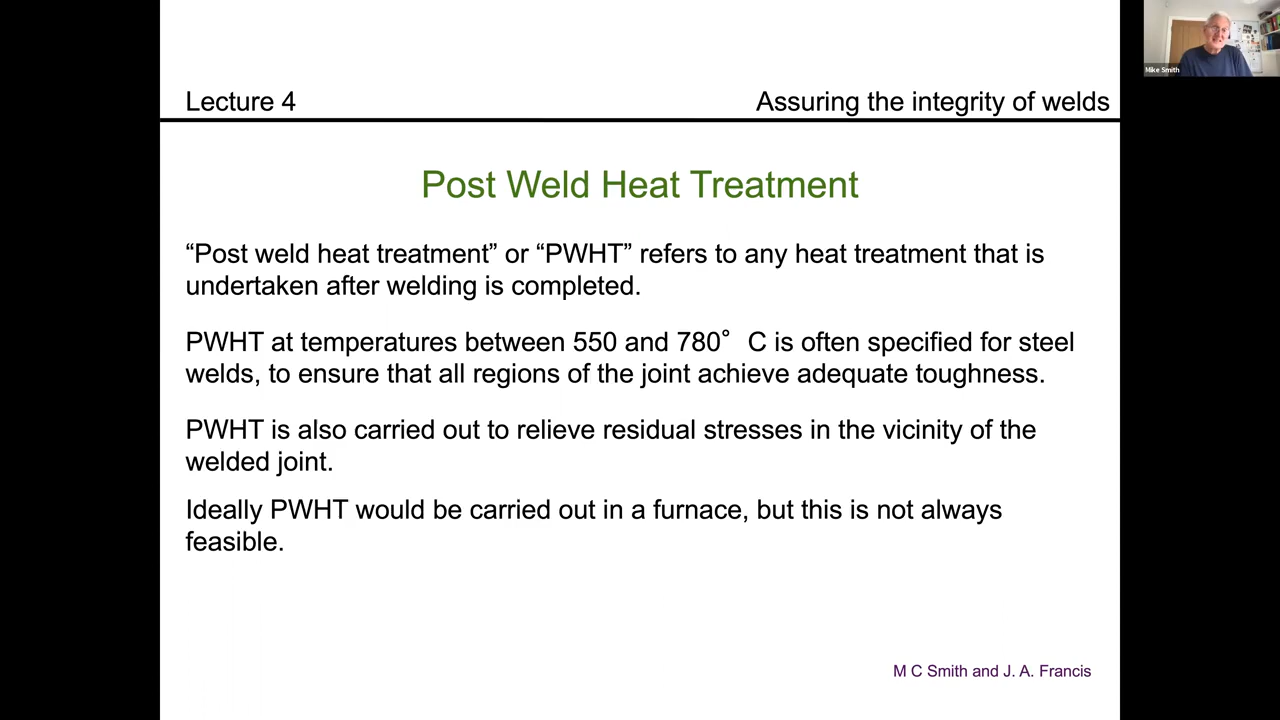 Mike Smith
Lecture 4
Assuring the integrity of welds
Post Weld Heat Treatment
“Post weld heat treatment” or “PWHT” refers to any heat treatment that is
undertaken after welding is completed.
PWHT at temperatures between 550 and 780° C is often specified for steel
welds, to ensure that all regions of the joint achieve adequate toughness.
PWHT is also carried out to relieve residual stresses in the vicinity of the
welded joint.
Ideally PWHT would be carried out in a furnace, but this is not always
feasible.
M C Smith and J. A. Francis